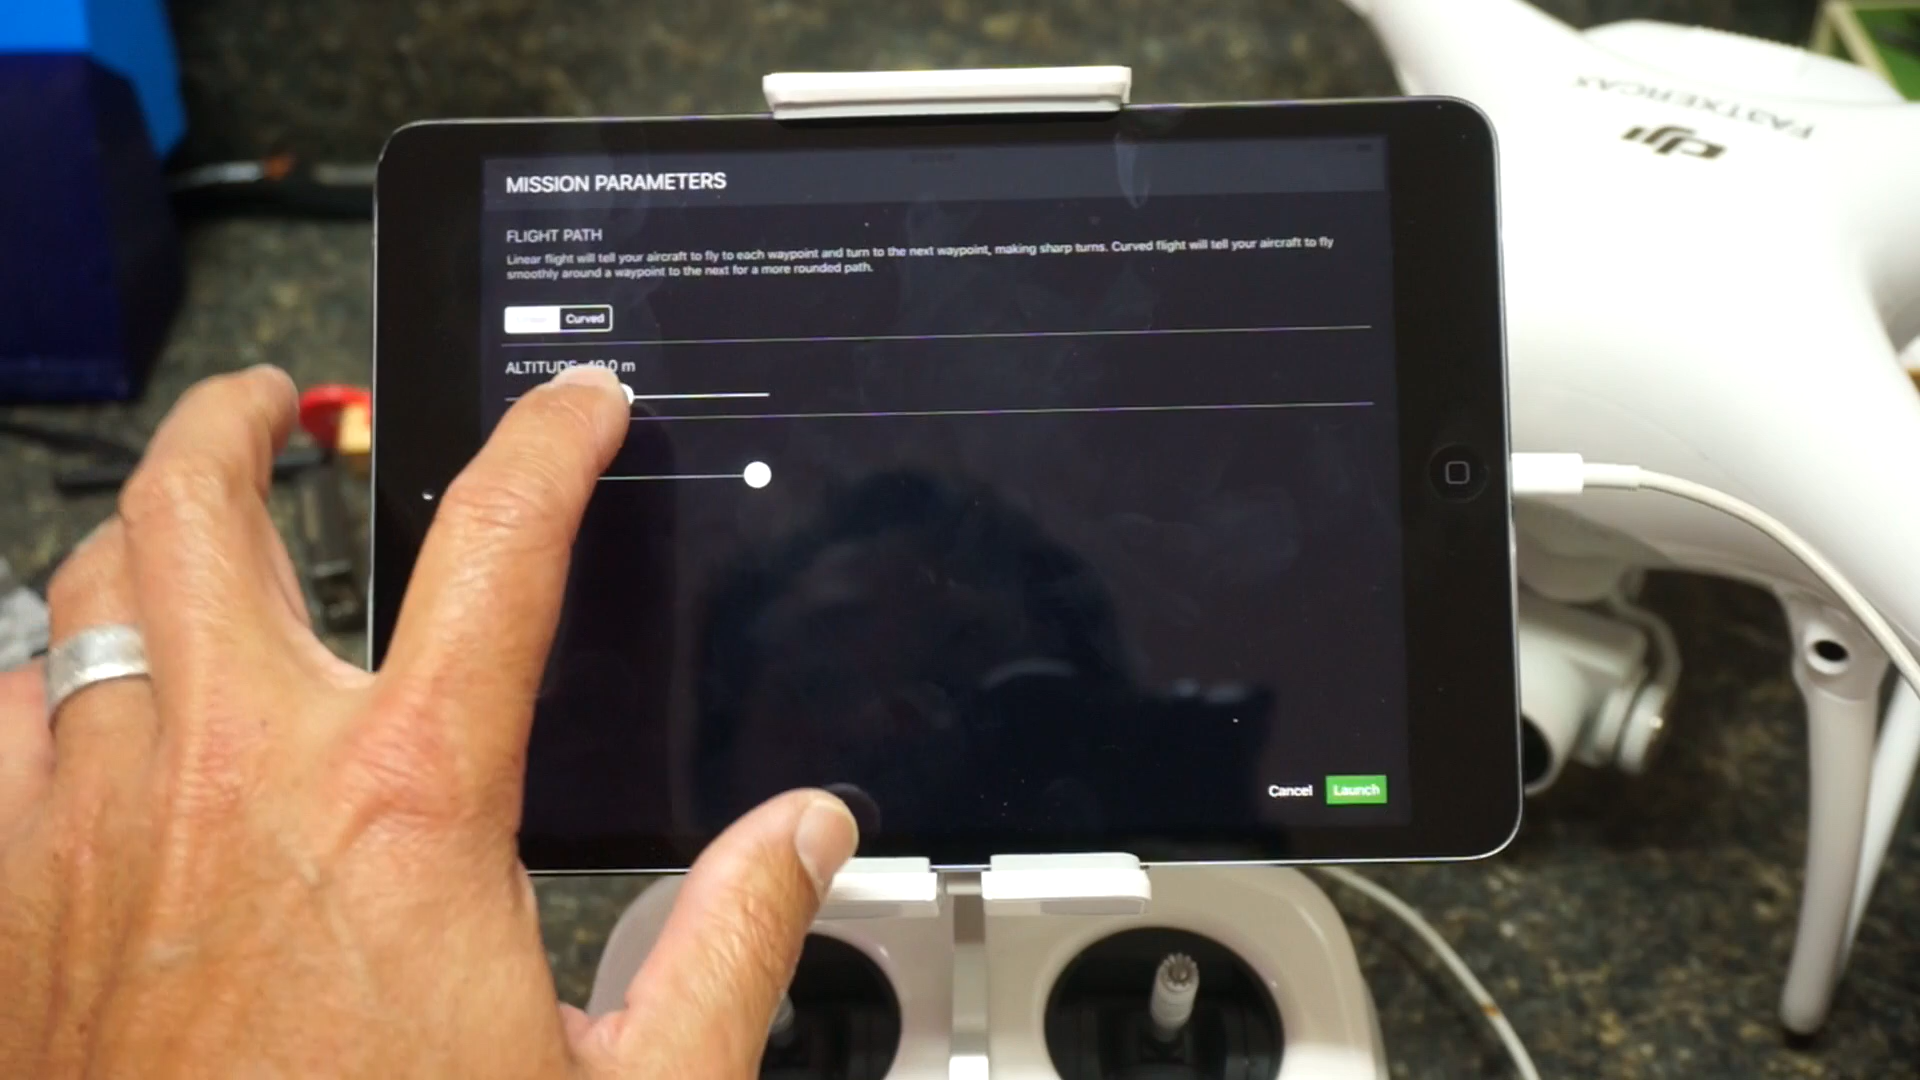 MISSION PARAMETERS
FLIGHT PATH
Linear flight will tell your aircraft to fly to each waypoint and turn to the next waypoint, making sharp turns. Curved flight will tell your aircraft to fly
smoothly around a waypoint to the next for a more rounded path.
Curved
ALTITUDE m
Cancel Launch
FA3TXERCAX
dji